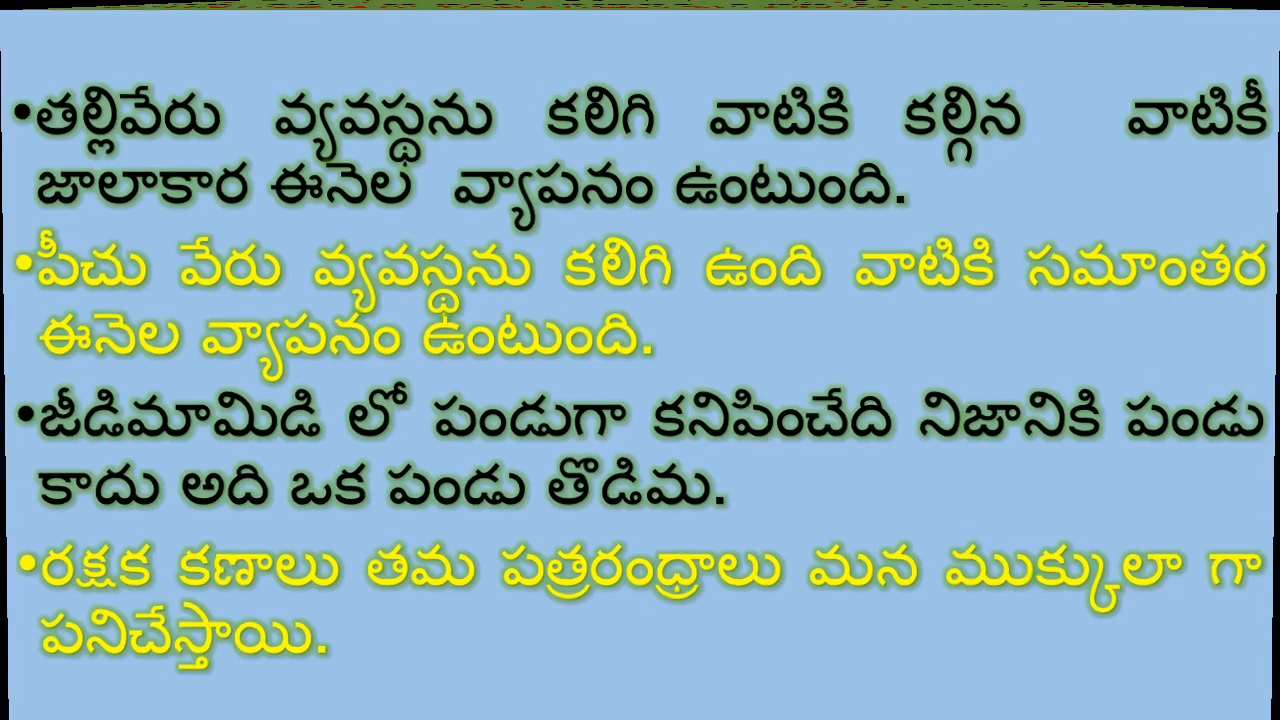 •తల్లివేరు వ్యవస్థను కలిగి వాటికి కల్గిన వాటికీ
జాలాకార ఈనెల వ్యాపనం ఉంటుంది.
•పీచు వేరు వ్యవస్థను కలిగి ఉంది వాటికి సమాంతర
ఈనెల వ్యాపనం ఉంటుంది.
•జీడిమామిడి లో పండుగా కనిపించేది నిజానికి పండు
కాదు అది ఒక పండు తొడిమ.
•రక్షక కణాలు తమ పత్రరంధ్రాలు మన ముక్కులా గా
పనిచేస్తాయి.